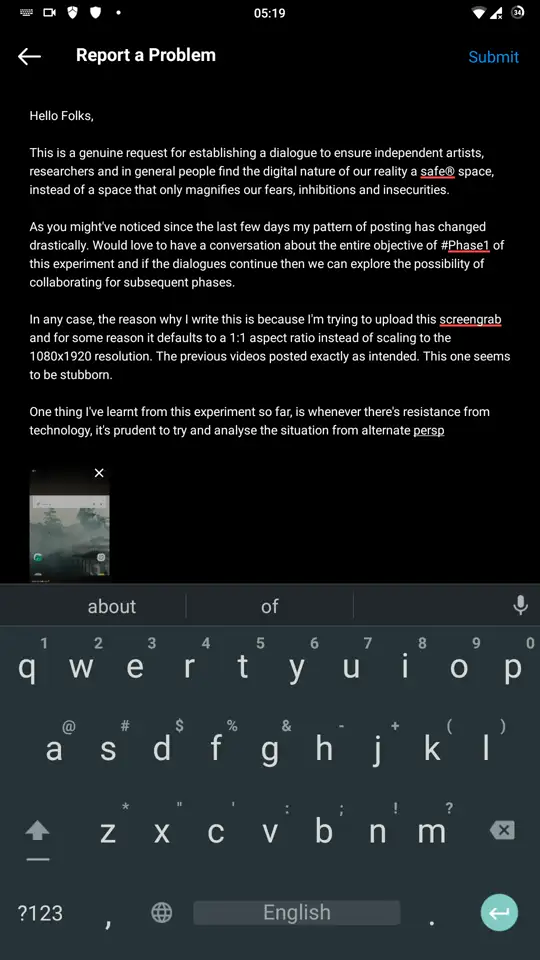 05:19
34
Report a Problem
Submit
Hello Folks,
This is a genuine request for establishing a dialogue to ensure independent artists,
researchers and in general people find the digital nature of our reality a safe® space,
instead of a space that only magnifies our fears, inhibitions and insecurities.
As you might've noticed since the last few days my pattern of posting has changed
drastically. Would love to have a conversation about the entire objective of #Phase1 of
this experiment and if the dialogues continue then we can explore the possibility of
collaborating for subsequent phases.
In any case, the reason why I write this is because I'm trying to upload this screengrab
and for some reason it defaults to a 1:1 aspect ratio instead of scaling to the
1080x1920 resolution. The previous videos posted exactly as intended. This one seems
to be stubborn.
One thing I've learnt from this experiment so far, is whenever there's resistance from
technology, it's prudent to try and analyse the situation from alternate persp
about of
1 2 3 4 5 6 7 8 9 0
q w e r t y u i o p
@ # $ % & - + ( )
a s d f g h j k l
* " ' : ; ! ?
z x c v b n m
?123 , English .